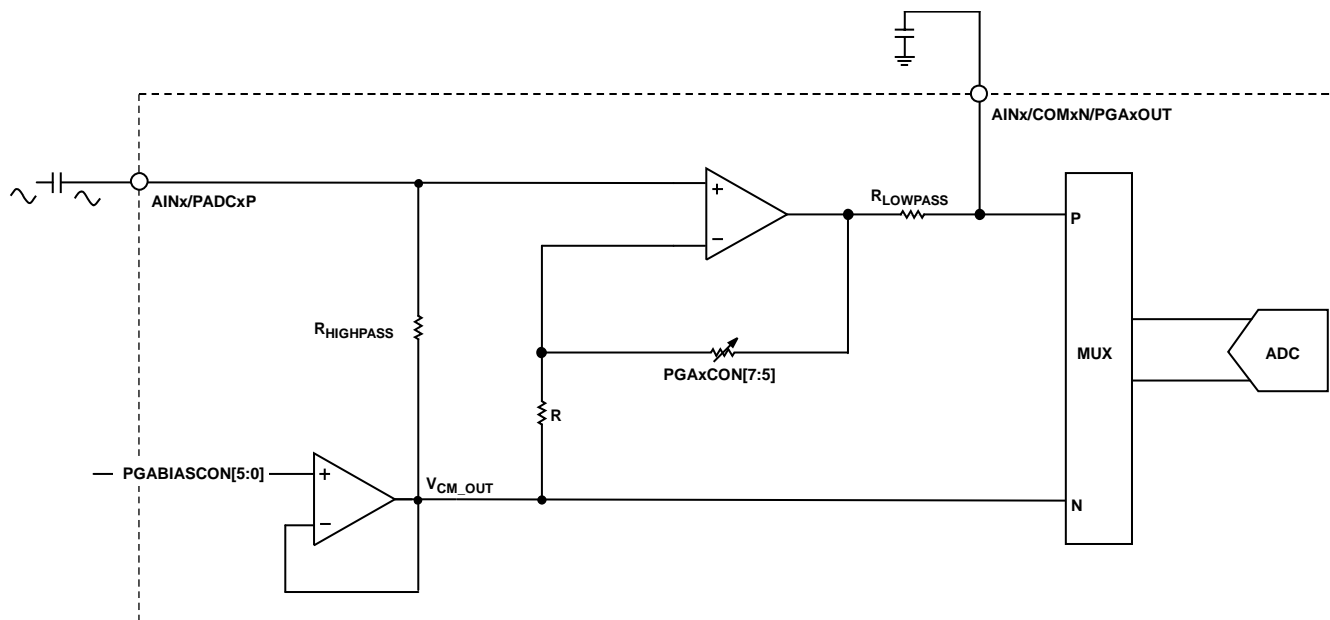 AINx/COMxN/PGAxOUT
AINx/PADCxP
+
−
RLOWPASS
P
RHIGHPASS
PGAxCON[7:5]
MUX
ADC
R
PGABIASCON[5:0]
+
−
VCM_OUT
N